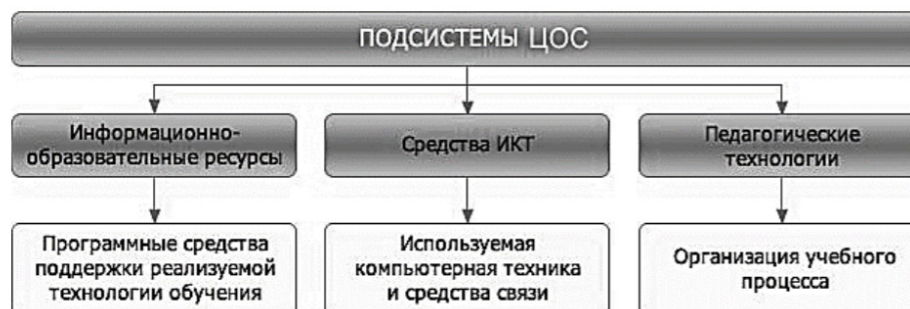 ПОДСИСТЕМЫ ЦОС
Информационно-
образовательные ресурсы
Средства ИКТ
Педагогические
технологии
Программные средства
поддержки реализуемой
технологии обучения
Используемая
компьютерная техника
и средства связи
Организация учебного
процесса